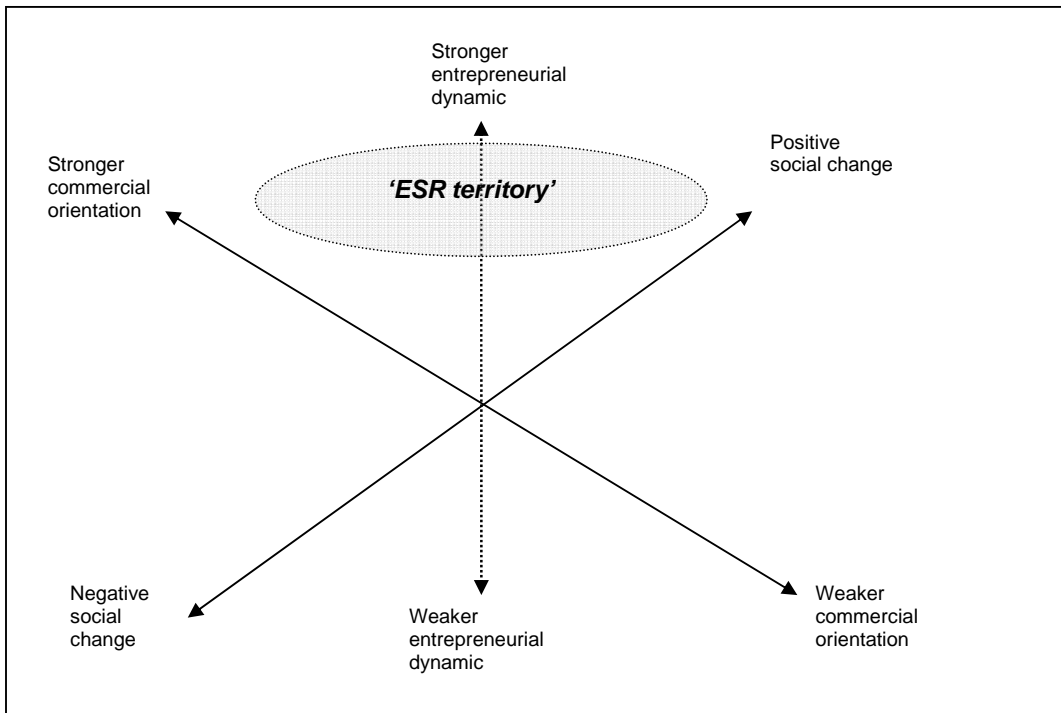 Stronger
entrepreneurial
dynamic
Stronger
commercial
orientation
‘ESR territory’
Positive
social change
Negative
social
change
Weaker
entrepreneurial
dynamic
Weaker
commercial
orientation